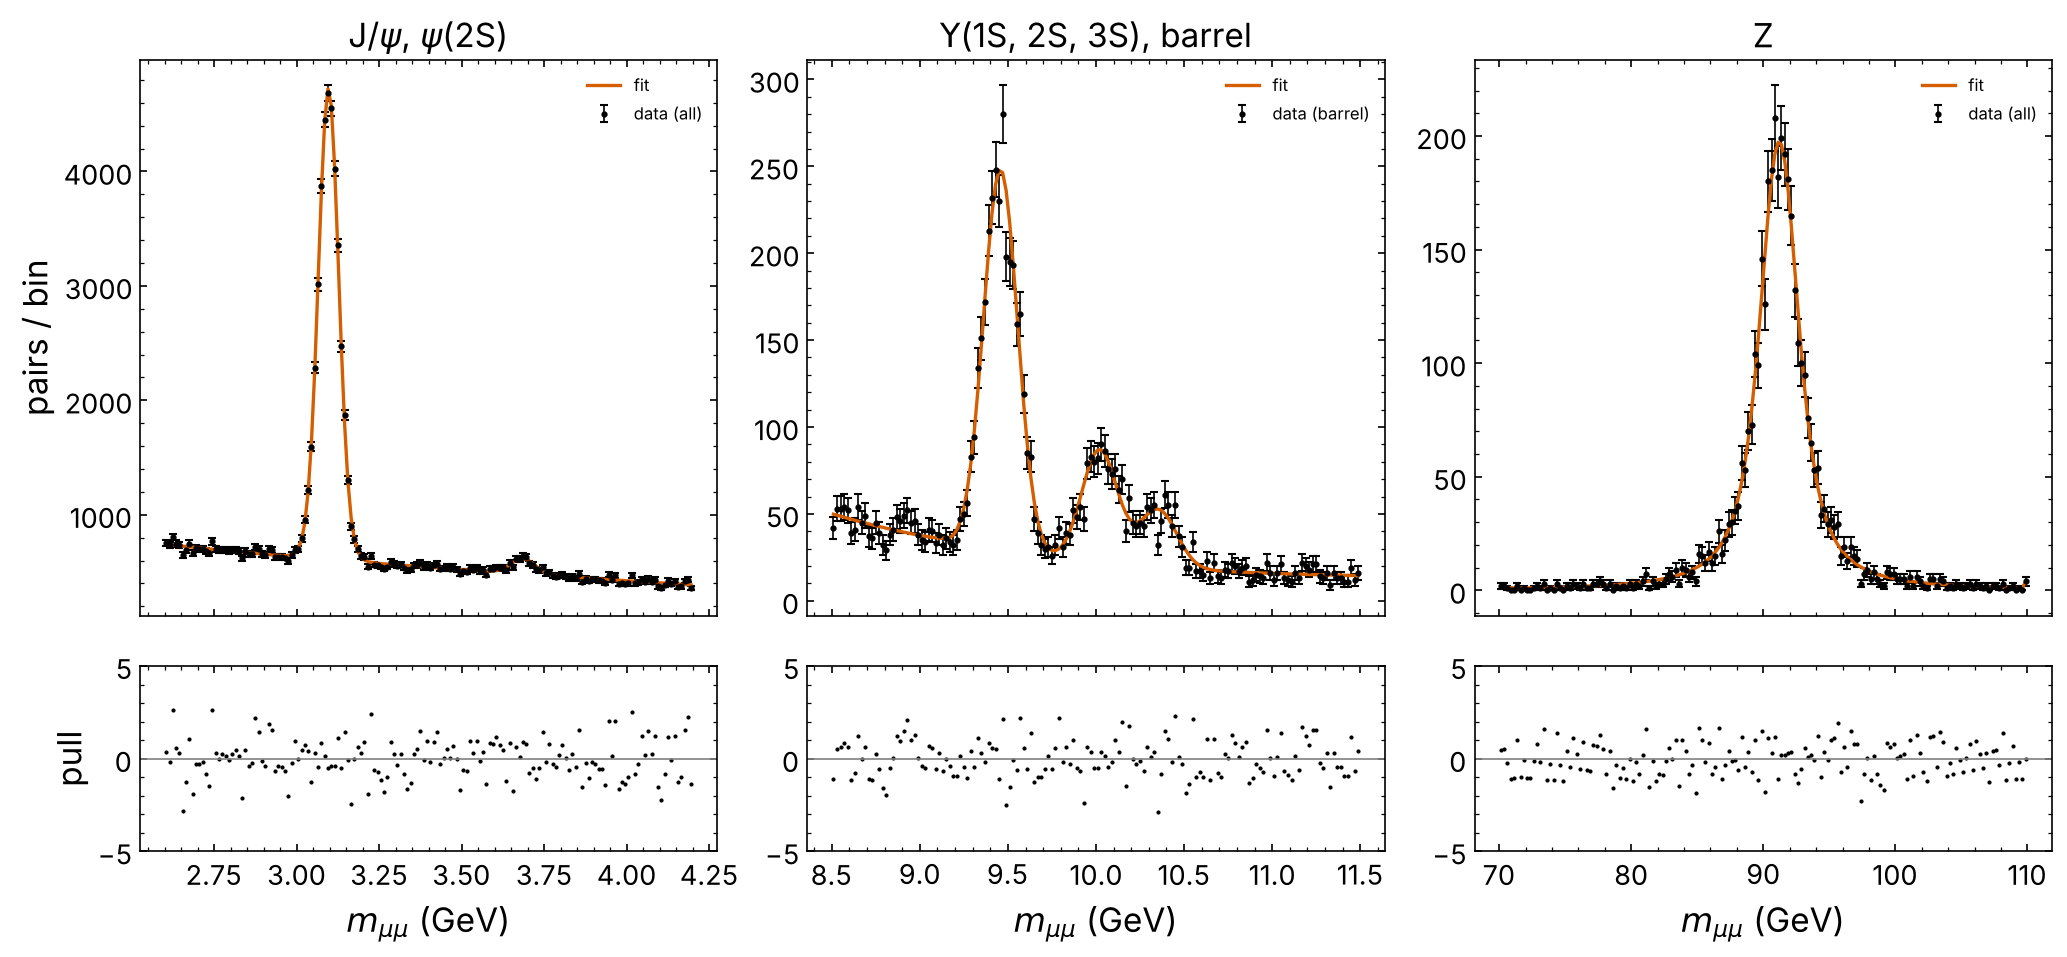 J/ψ, ψ(2S)
Υ(1S, 2S, 3S), barrel
Z
pairs / bin
4000
3000
2000
1000
fit
data (all)
300
250
200
150
100
50
0
fit
data (barrel)
200
150
100
50
0
fit
data (all)
pull
5
0
−5
2.75 3.00 3.25 3.50 3.75 4.00 4.25
m_μμ (GeV)
5
0
−5
8.5 9.0 9.5 10.0 10.5 11.0 11.5
m_μμ (GeV)
5
0
−5
70 80 90 100 110
m_μμ (GeV)